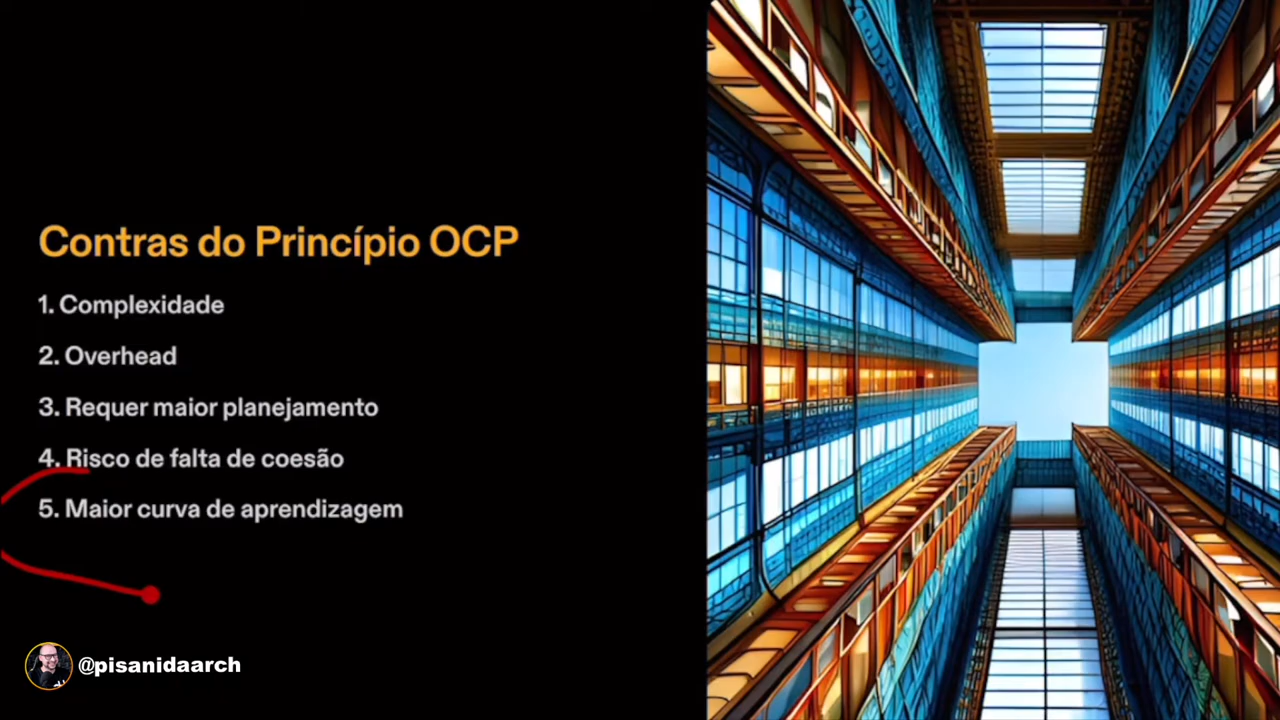 Contras do Princípio OCP
1. Complexidade
2. Overhead
3. Requer maior planejamento
4. Risco de falta de coesão
5. Maior curva de aprendizagem
@pisanidaarch